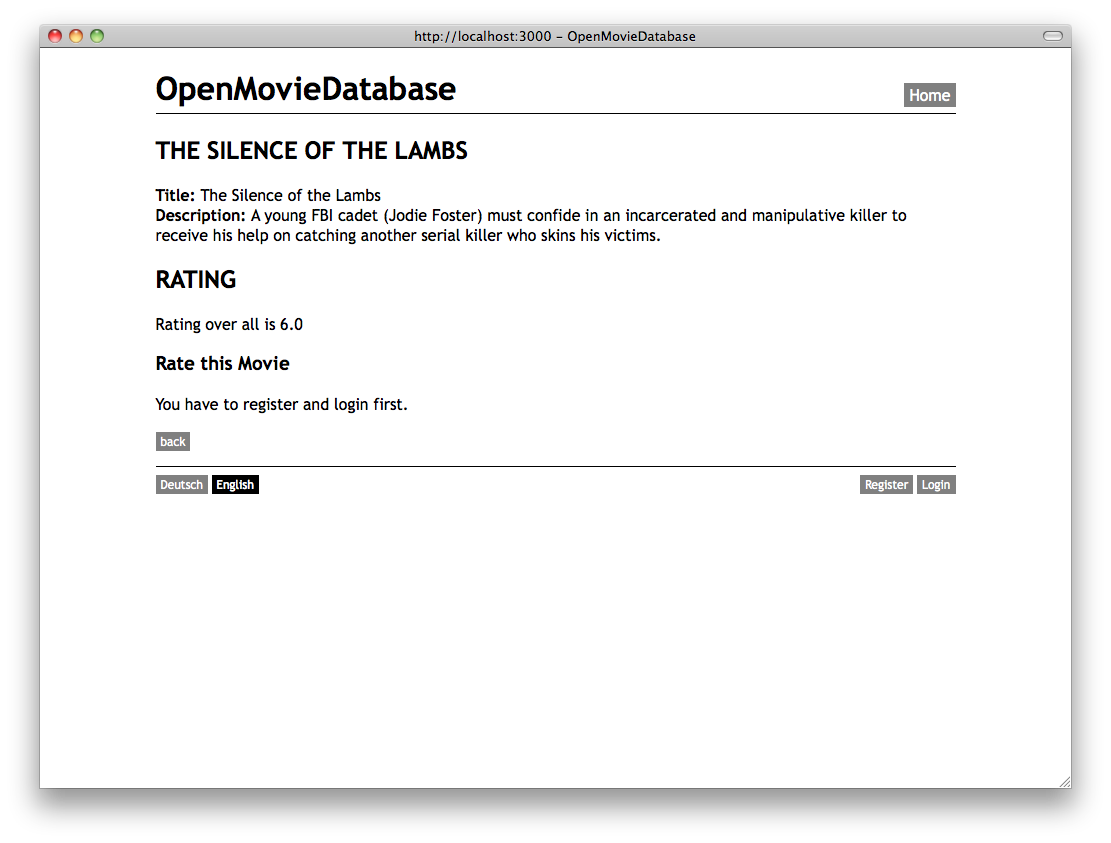 http://localhost:3000 – OpenMovieDatabase
OpenMovieDatabase
Home
THE SILENCE OF THE LAMBS
Title: The Silence of the Lambs
Description: A young FBI cadet (Jodie Foster) must confide in an incarcerated and manipulative killer to
receive his help on catching another serial killer who skins his victims.
RATING
Rating over all is 6.0
Rate this Movie
You have to register and login first.
back
Deutsch English
Register Login